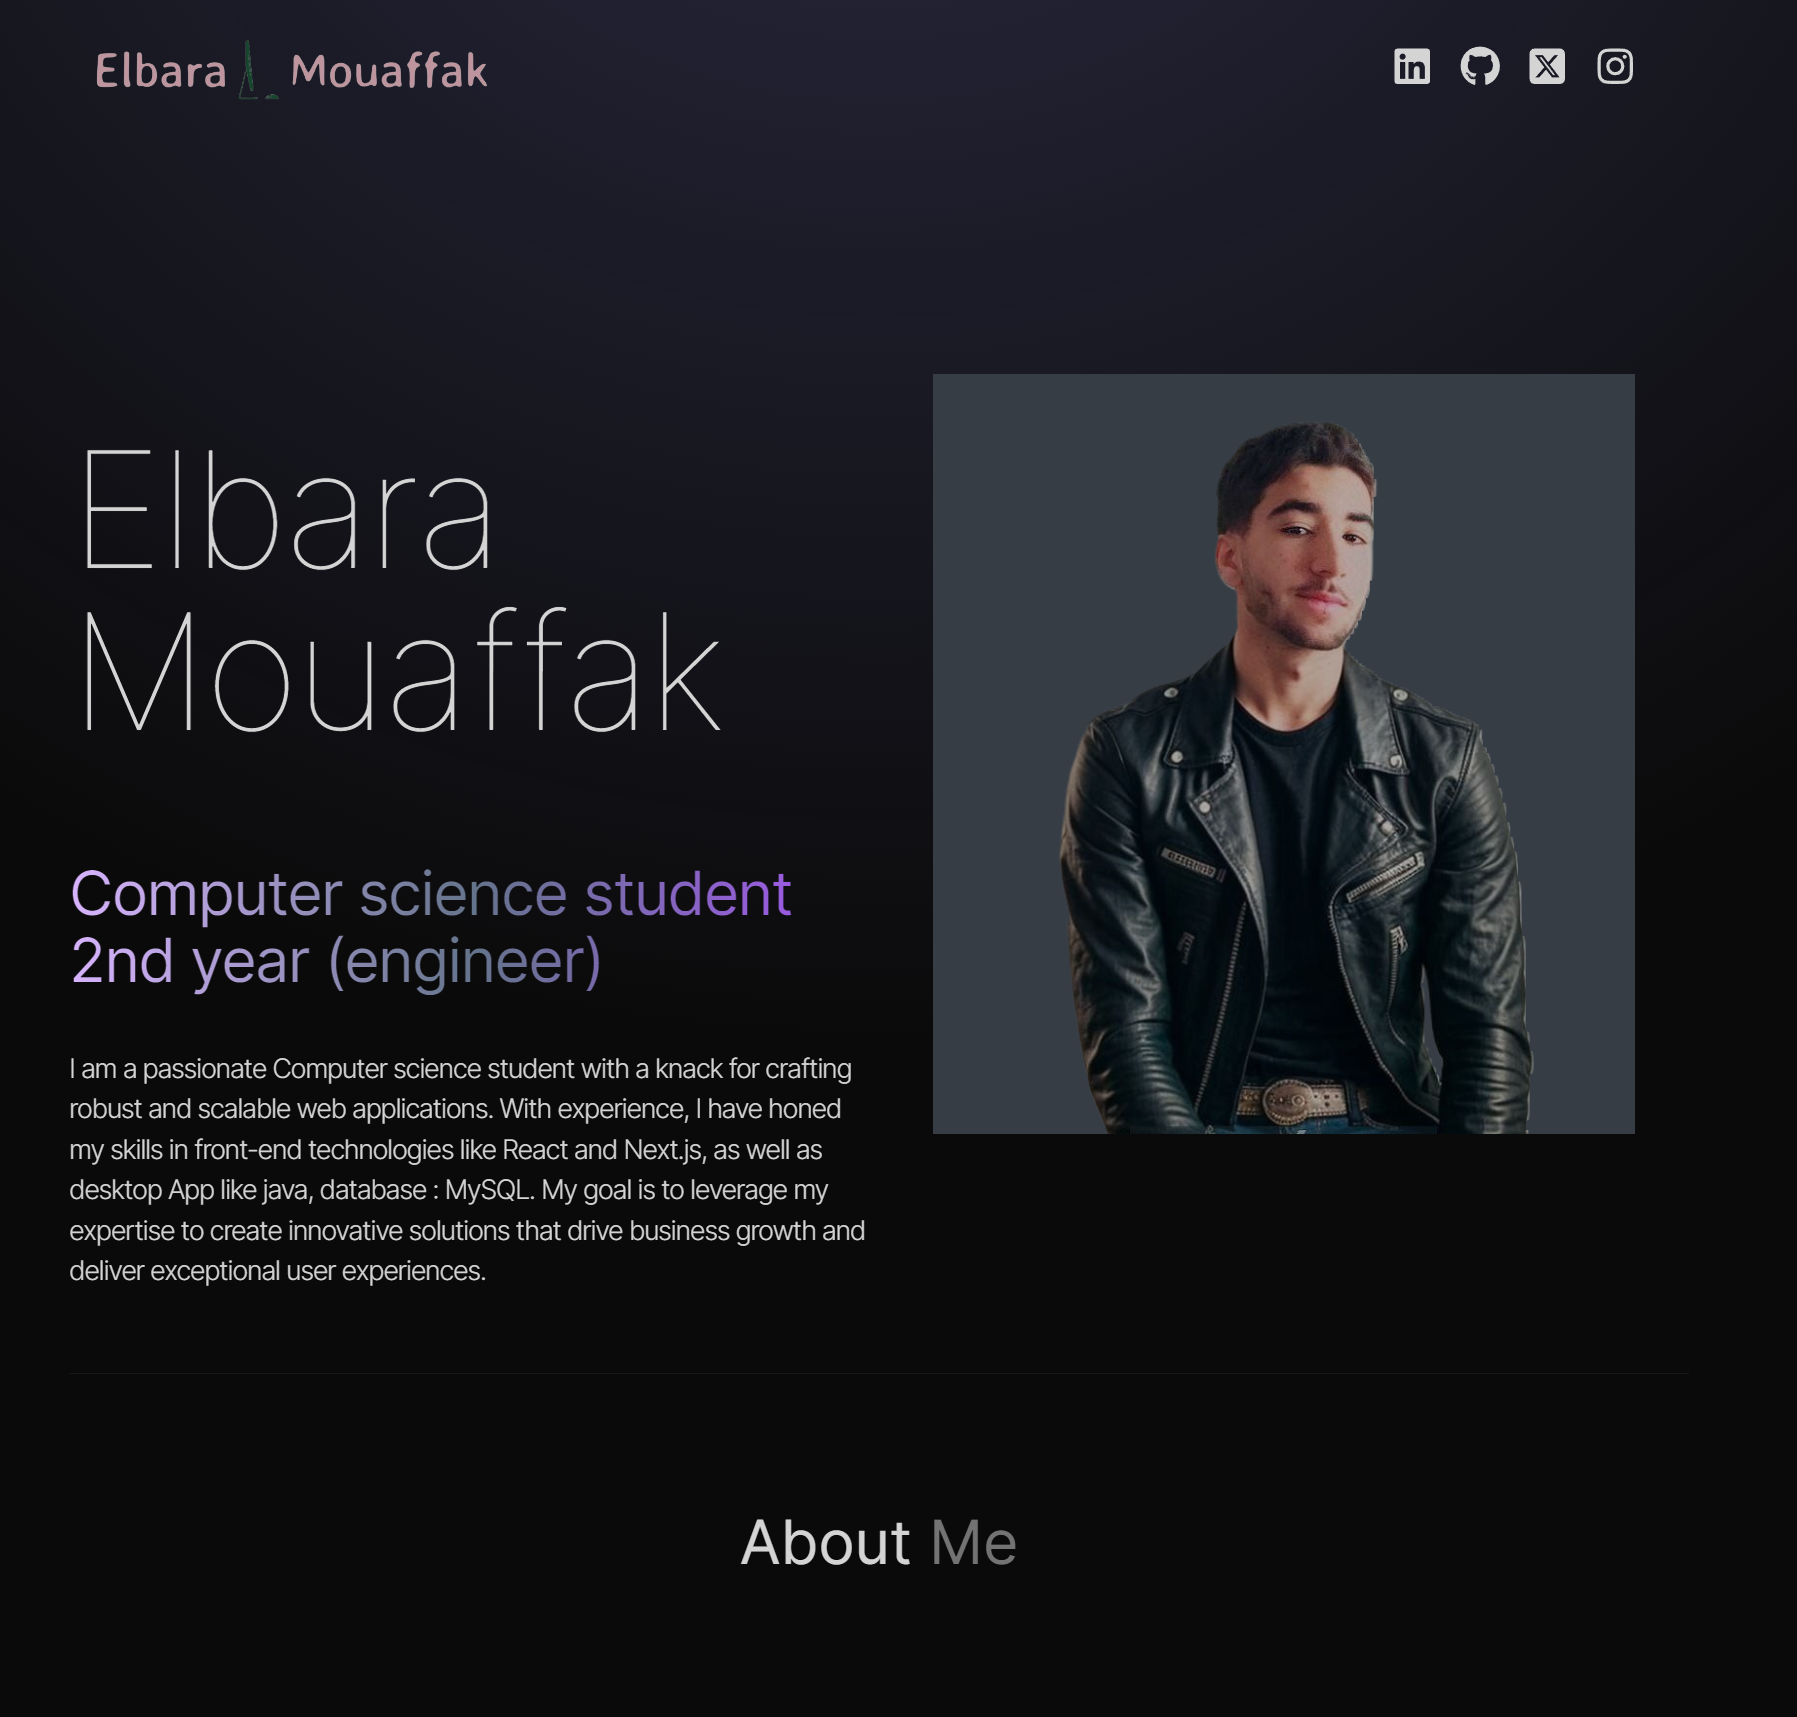 Elbara Mouaffak
Elbara
Mouaffak
Computer science student
2nd year (engineer)
I am a passionate Computer science student with a knack for crafting
robust and scalable web applications. With experience, I have honed
my skills in front-end technologies like React and Next.js, as well as
desktop App like java, database : MySQL. My goal is to leverage my
expertise to create innovative solutions that drive business growth and
deliver exceptional user experiences.
About Me